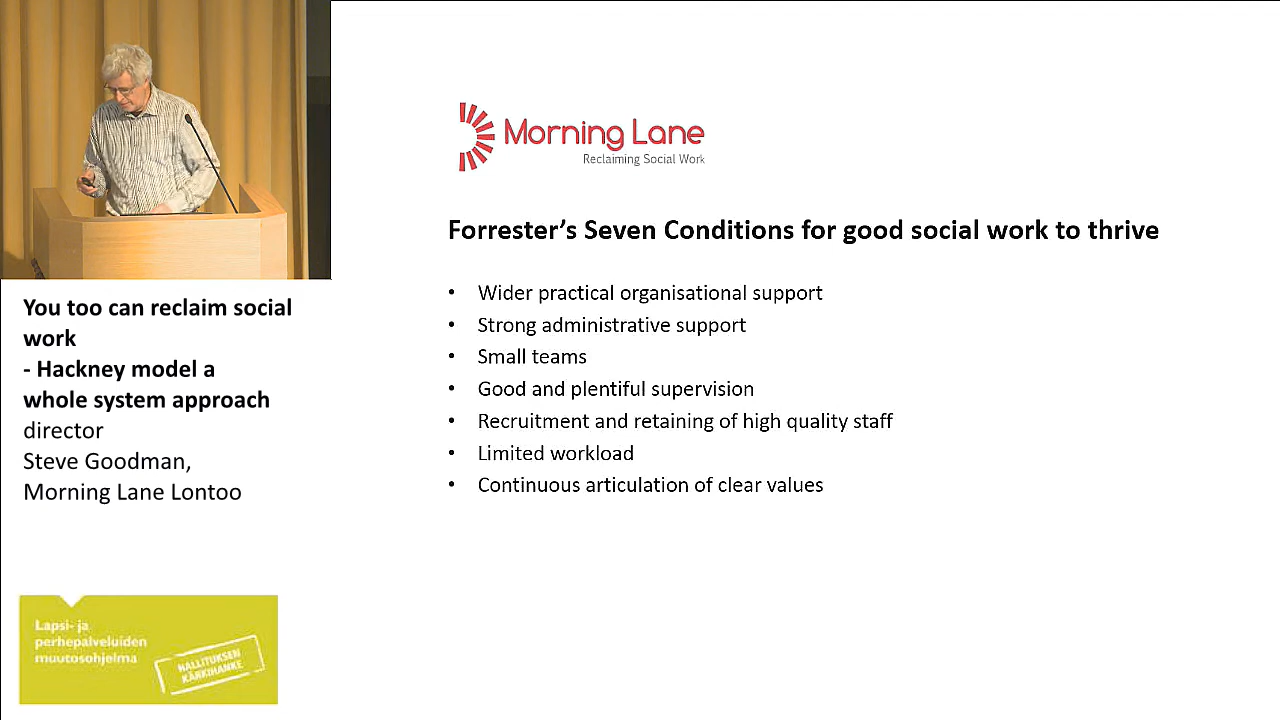 You too can reclaim social
work
- Hackney model a
whole system approach
director
Steve Goodman,
Morning Lane Lontoo
Lapsi- ja
perhepalveluiden
muutosohjelma
HALLITUKSEN
KÄRKIHANKE
Morning Lane
Reclaiming Social Work
Forrester’s Seven Conditions for good social work to thrive
• Wider practical organisational support
• Strong administrative support
• Small teams
• Good and plentiful supervision
• Recruitment and retaining of high quality staff
• Limited workload
• Continuous articulation of clear values